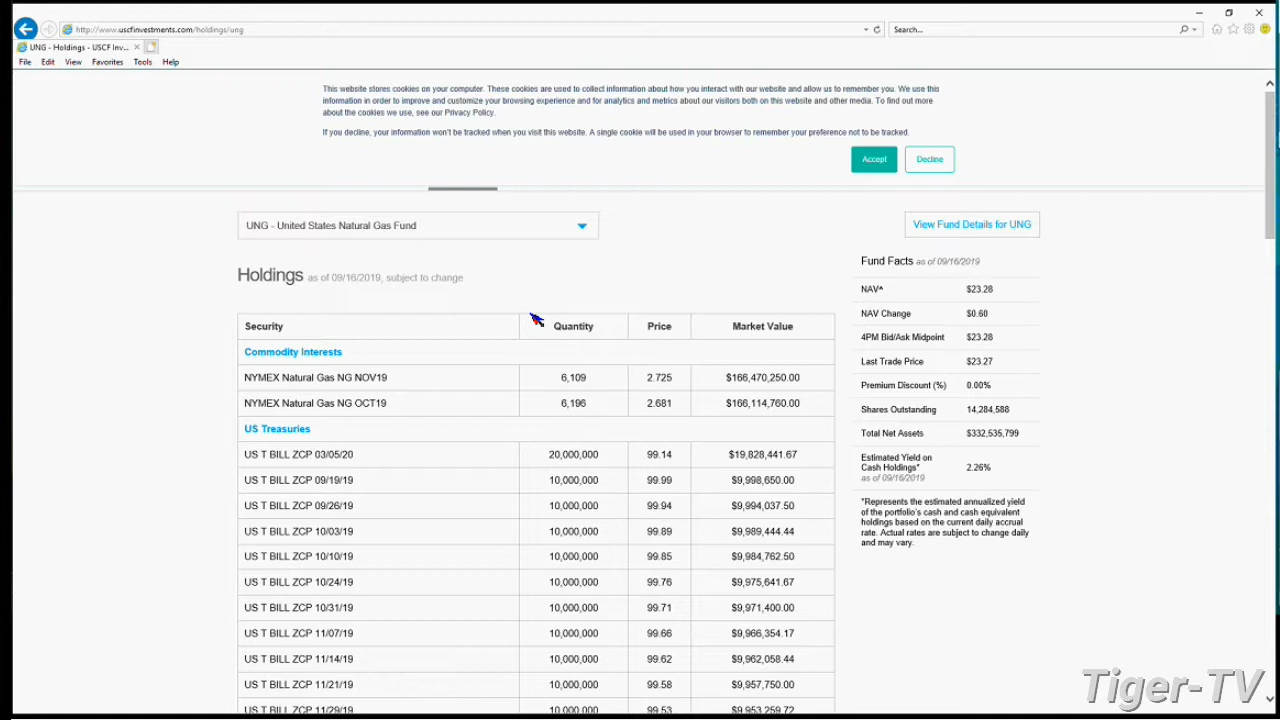 http://www.uscfinvestments.com/holdings/ung
Search...
UNG - Holdings - USCF Inv...
File Edit View Favorites Tools Help
This website stores cookies on your computer. These cookies are used to collect information about how you interact with our website and allow us to remember you. We use this
information in order to improve and customize your browsing experience and for analytics and metrics about our visitors both on this website and other media. To find out more
about the cookies we use, see our Privacy Policy.
If you decline, your information won't be tracked when you visit this website. A single cookie will be used in your browser to remember your preference not to be tracked.
Accept Decline
UNG - United States Natural Gas Fund
View Fund Details for UNG
Holdings as of 09/16/2019, subject to change
Security Quantity Price Market Value
Commodity Interests
NYMEX Natural Gas NG NOV19 6,109 2.725 $166,470,250.00
NYMEX Natural Gas NG OCT19 6,196 2.681 $166,114,760.00
US Treasuries
US T BILL ZCP 03/05/20 20,000,000 99.14 $19,828,441.67
US T BILL ZCP 09/19/19 10,000,000 99.99 $9,998,650.00
US T BILL ZCP 09/26/19 10,000,000 99.94 $9,994,037.50
US T BILL ZCP 10/03/19 10,000,000 99.89 $9,989,444.44
US T BILL ZCP 10/10/19 10,000,000 99.85 $9,984,762.50
US T BILL ZCP 10/24/19 10,000,000 99.76 $9,975,641.67
US T BILL ZCP 10/31/19 10,000,000 99.71 $9,971,400.00
US T BILL ZCP 11/07/19 10,000,000 99.66 $9,966,354.17
US T BILL ZCP 11/14/19 10,000,000 99.62 $9,962,058.44
US T BILL ZCP 11/21/19 10,000,000 99.58 $9,957,750.00
US T BILL ZCP 11/29/19 10,000,000 99.53 $9,953,259.72
Fund Facts as of 09/16/2019
NAV^ $23.28
NAV Change $0.60
4PM Bid/Ask Midpoint $23.28
Last Trade Price $23.27
Premium Discount (%) 0.00%
Shares Outstanding 14,284,588
Total Net Assets $332,535,799
Estimated Yield on
Cash Holdings* 2.26%
as of 09/16/2019
*Represents the estimated annualized yield
of the portfolio's cash and cash equivalent
holdings based on the current daily accrual
rate. Actual rates are subject to change daily
and may vary.
Tiger-TV